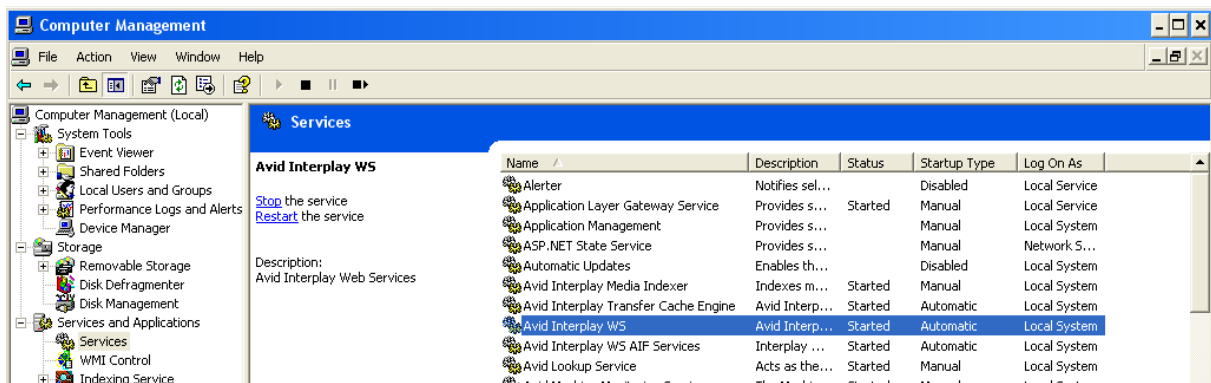 Computer Management
File Action View Window Help
Computer Management (Local)
System Tools
Event Viewer
Shared Folders
Local Users and Groups
Performance Logs and Alerts
Device Manager
Storage
Removable Storage
Disk Defragmenter
Disk Management
Services and Applications
Services
WMI Control
Indexing Service
Services
Avid Interplay WS
Stop the service
Restart the service
Description:
Avid Interplay Web Services
Name Description Status Startup Type Log On As
Alerter Notifies sel... Disabled Local Service
Application Layer Gateway Service Provides s... Started Manual Local Service
Application Management Provides s... Manual Local System
ASP.NET State Service Provides s... Manual Network S...
Automatic Updates Enables th... Disabled Local System
Avid Interplay Media Indexer Indexes m... Started Manual Local System
Avid Interplay Transfer Cache Engine Avid Interp... Started Automatic Local System
Avid Interplay WS Avid Interp... Started Automatic Local System
Avid Interplay WS AIF Services Interplay ... Started Automatic Local System
Avid Lookup Service Acts as the... Started Manual Local System